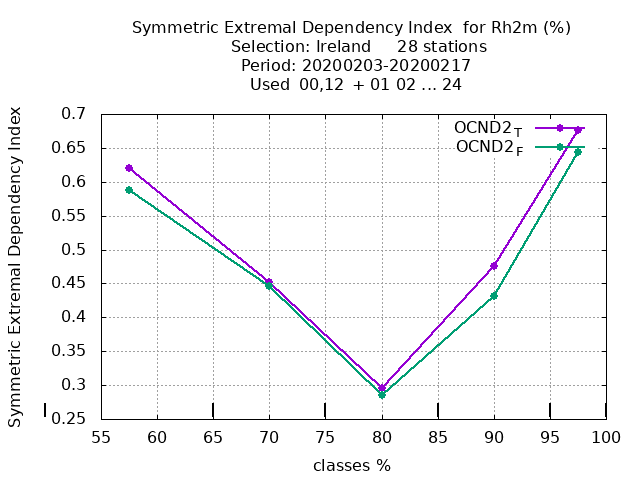 Symmetric Extremal Dependency Index  for Rh2m (%)
Selection: Ireland     28 stations
Period: 20200203-20200217
Used  00,12  + 01 02 ... 24
Symmetric Extremal Dependency Index
0.7
0.65
0.6
0.55
0.5
0.45
0.4
0.35
0.3
0.25
OCND2T
OCND2F
55 60 65 70 75 80 85 90 95 100
classes %